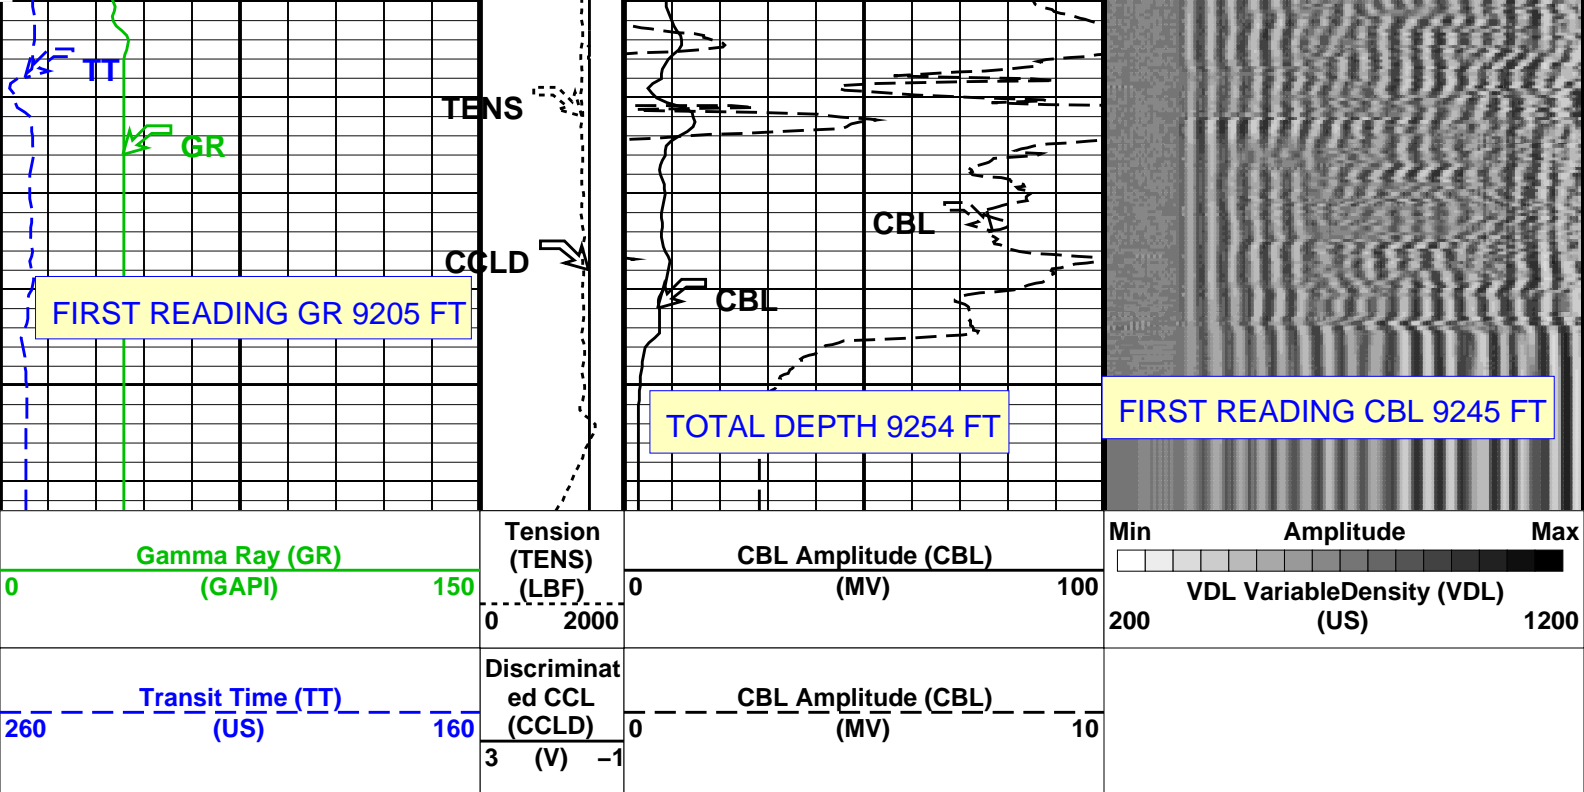 TT
TENS
GR
CBL
CCLD
CBL
FIRST READING GR 9205 FT
TOTAL DEPTH 9254 FT
FIRST READING CBL 9245 FT
Gamma Ray (GR)
0 (GAPI) 150
Tension
(TENS)
(LBF)
0 2000
CBL Amplitude (CBL)
0 (MV) 100
Min Amplitude Max
VDL VariableDensity (VDL)
200 (US) 1200
Transit Time (TT)
260 (US) 160
Discriminat
ed CCL
(CCLD)
3 (V) −1
CBL Amplitude (CBL)
0 (MV) 10